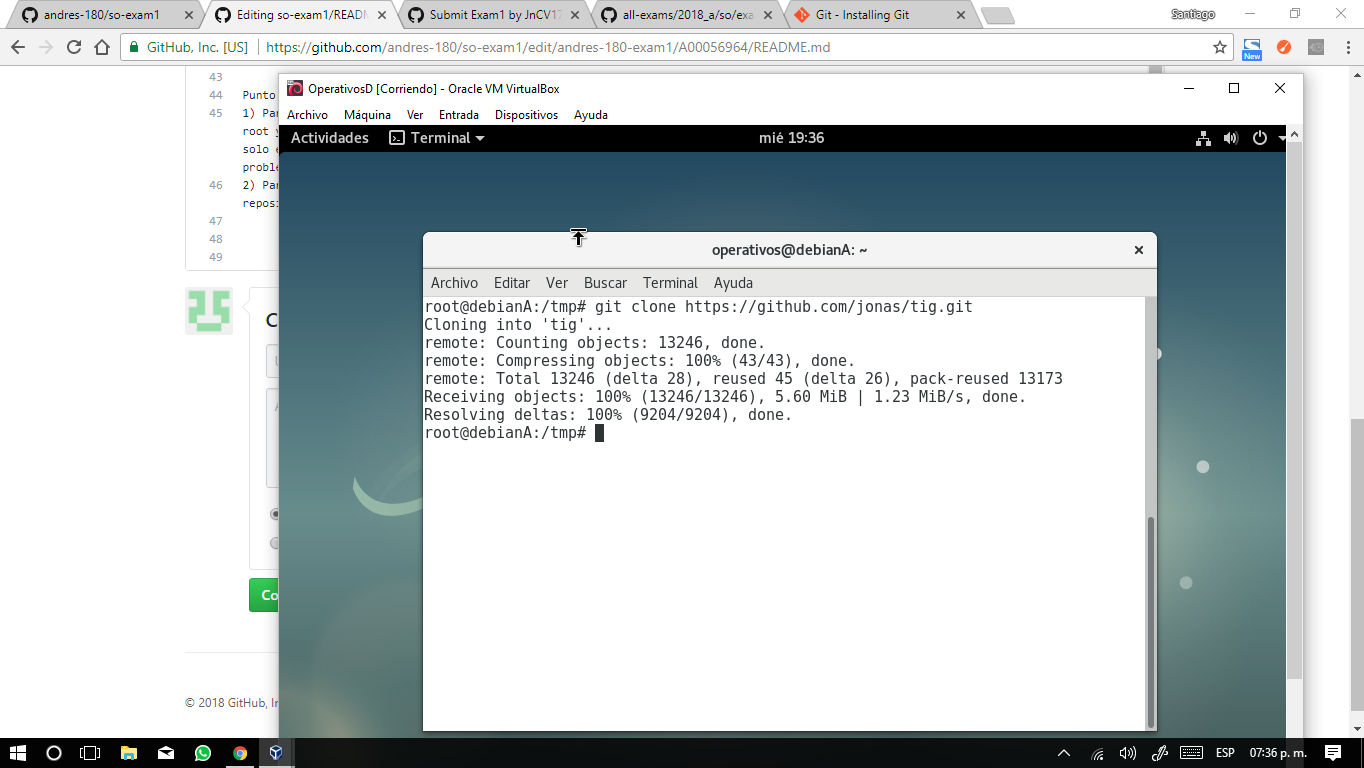 andres-180/so-exam1
Editing so-exam1/READM
Submit Exam1 by JnCV17
all-exams/2018_a/so/exa
Git - Installing Git
Santiago
GitHub, Inc. [US]
https://github.com/andres-180/so-exam1/edit/andres-180-exam1/A00056964/README.md
New
43
44 Punto
45 1) Par
root y
solo e
proble
46 2) Par
reposi
47
48
49
Co
© 2018 GitHub, In
OperativosD [Corriendo] - Oracle VM VirtualBox
Archivo Máquina Ver Entrada Dispositivos Ayuda
Actividades Terminal mié 19:36
operativos@debianA: ~
Archivo Editar Ver Buscar Terminal Ayuda
root@debianA:/tmp# git clone https://github.com/jonas/tig.git
Cloning into 'tig'...
remote: Counting objects: 13246, done.
remote: Compressing objects: 100% (43/43), done.
remote: Total 13246 (delta 28), reused 45 (delta 26), pack-reused 13173
Receiving objects: 100% (13246/13246), 5.60 MiB | 1.23 MiB/s, done.
Resolving deltas: 100% (9204/9204), done.
root@debianA:/tmp#
ESP 07:36 p. m.